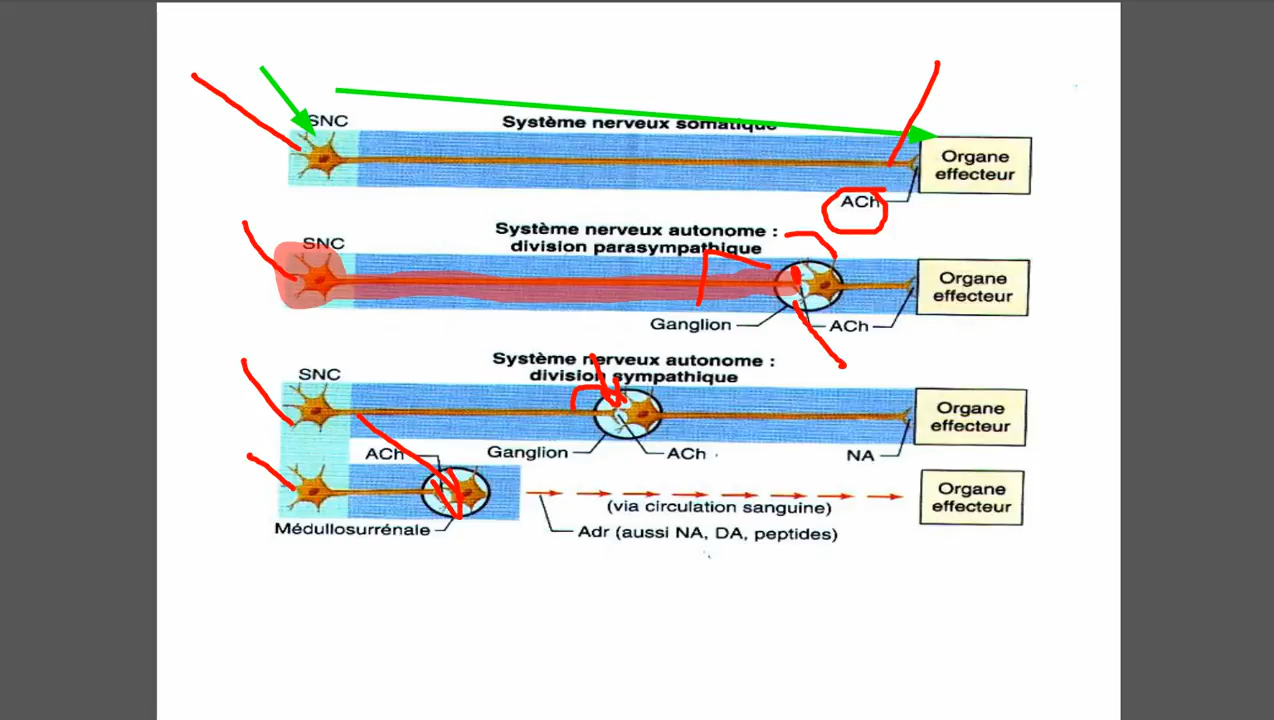 SNC
Système nerveux somatique
Organe
effecteur
ACh
Système nerveux autonome :
division parasympathique
SNC
Organe
effecteur
Ganglion
ACh
Système nerveux autonome :
division sympathique
SNC
Organe
effecteur
ACh
Ganglion
ACh
NA
Organe
effecteur
(via circulation sanguine)
Médullosurrénale
Adr (aussi NA, DA, peptides)